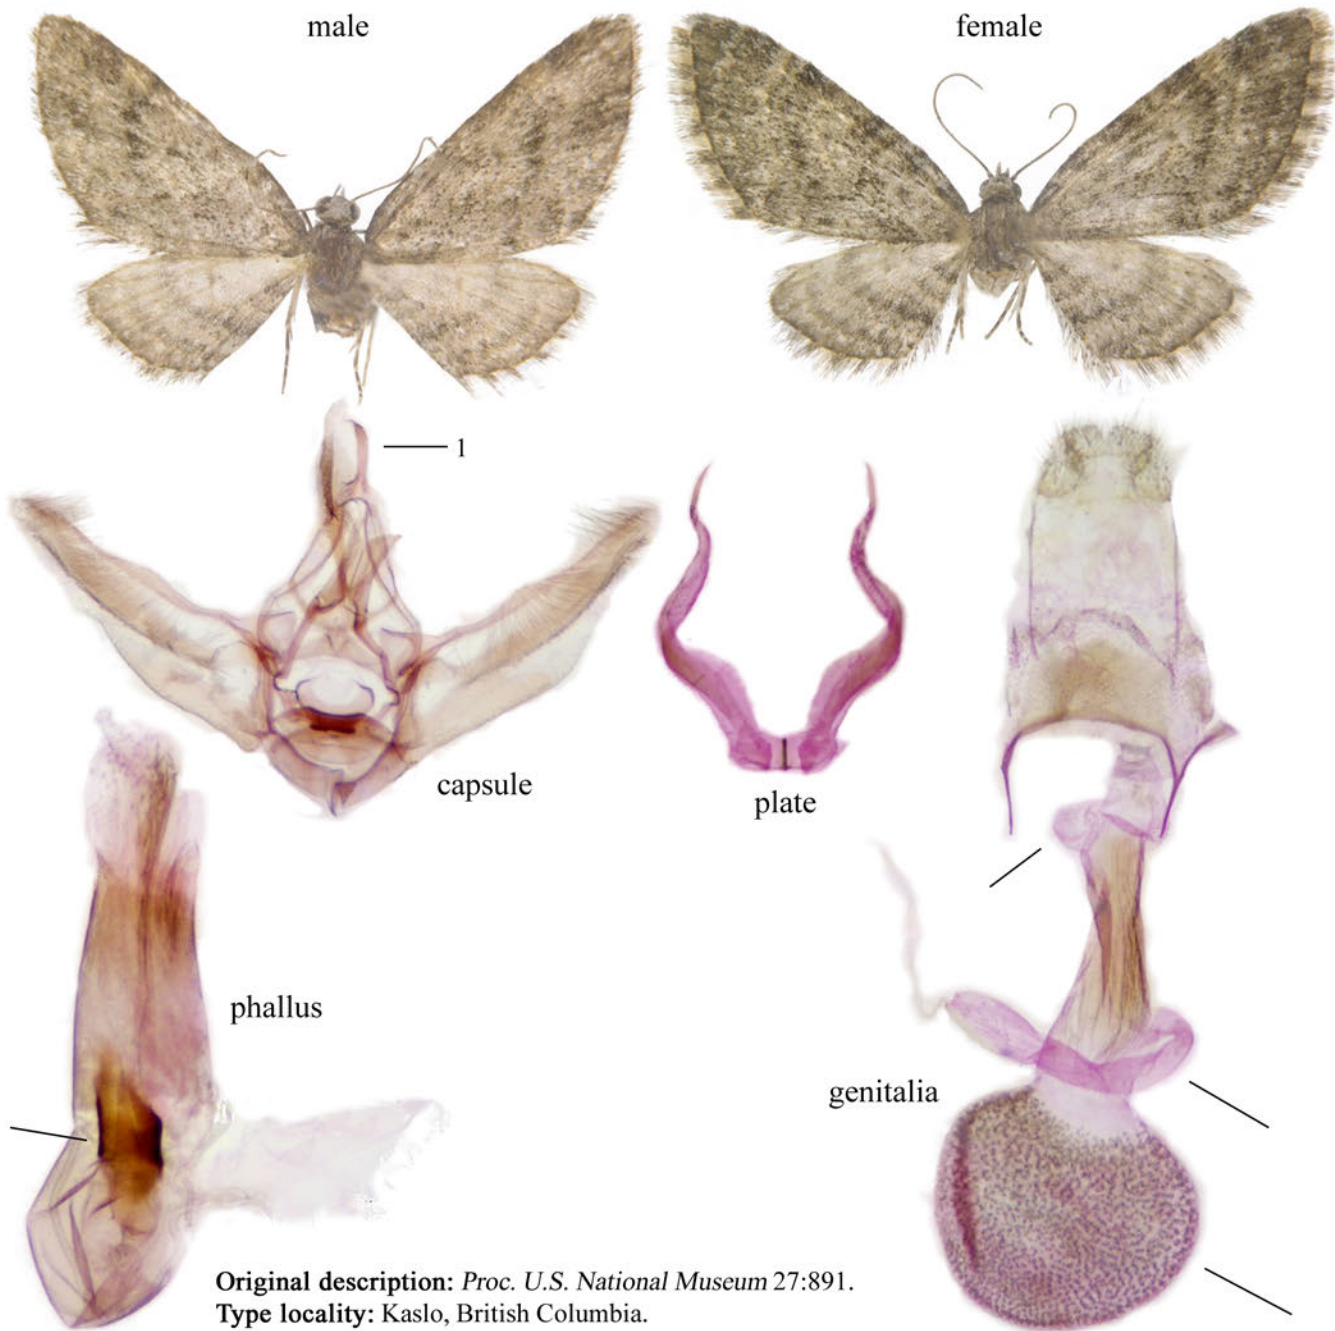 male
female
1
capsule
plate
phallus
genitalia
Original description: Proc. U.S. National Museum 27:891.
Type locality: Kaslo, British Columbia.